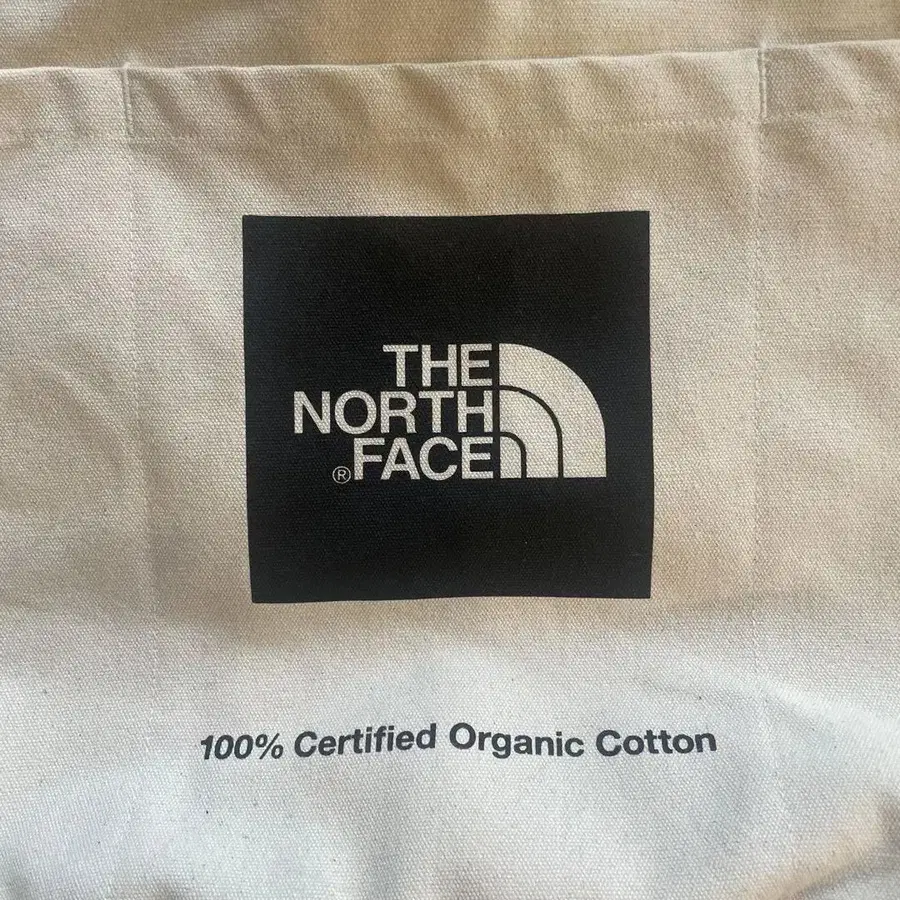 THE
NORTH
®FACE
100% Certified Organic Cotton